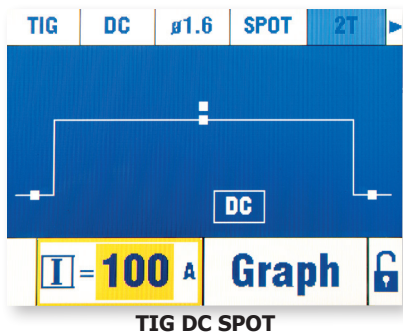 TIG DC ø1.6 SPOT 2T
DC
I = 100 A Graph
TIG DC SPOT